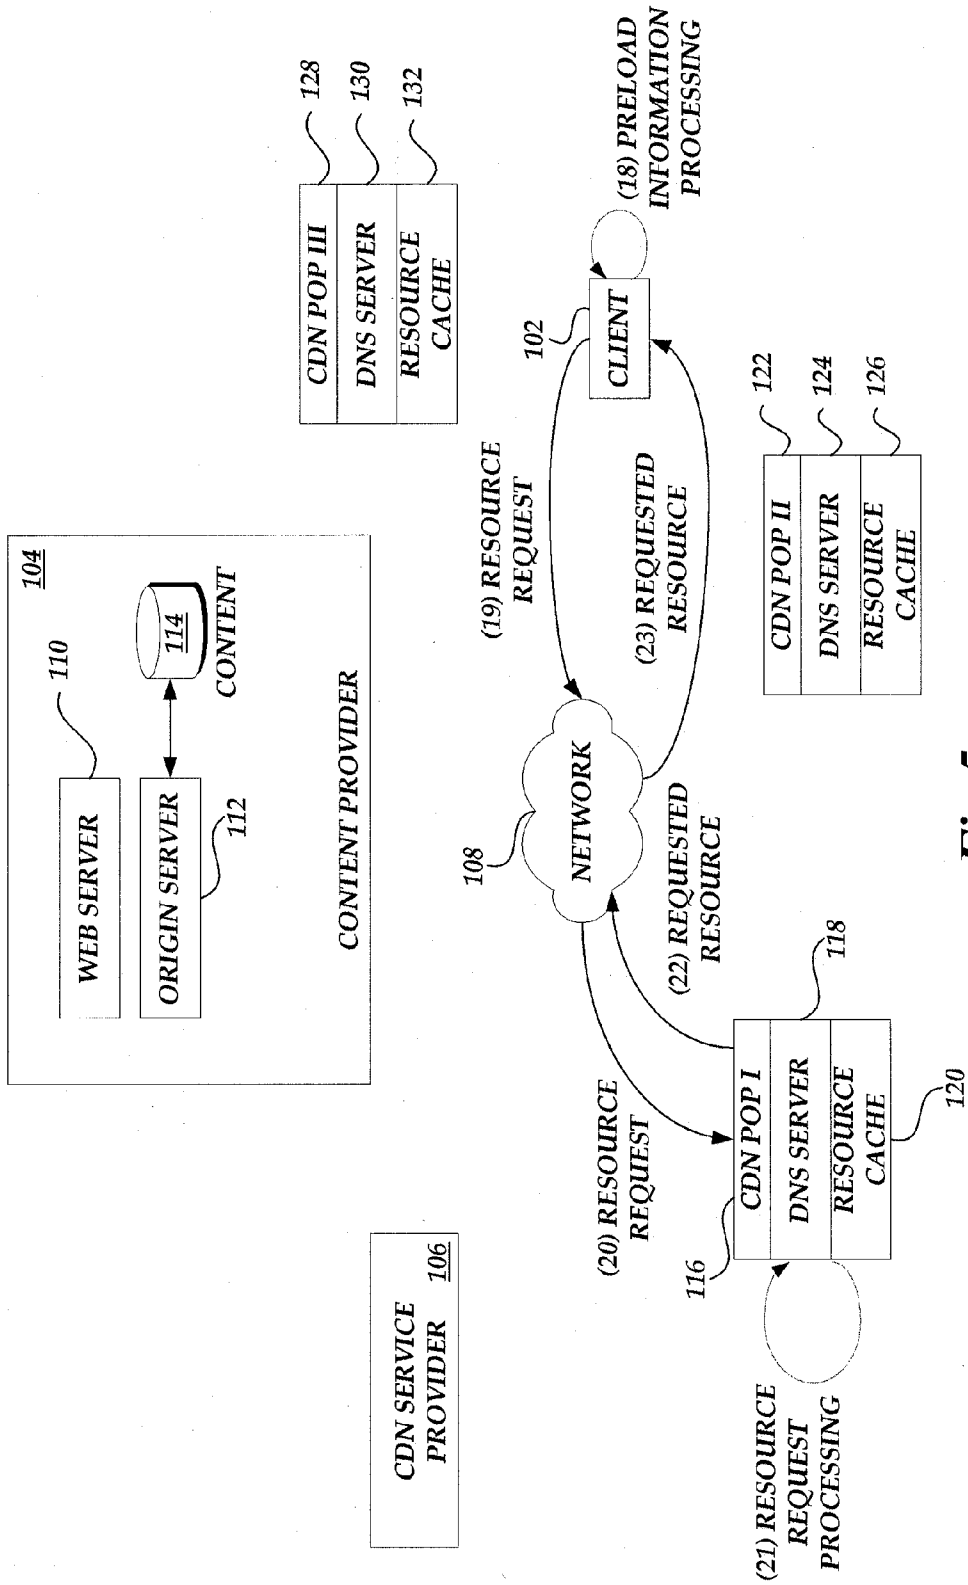 104
WEB SERVER
110
ORIGIN SERVER
112
114
CONTENT
CONTENT PROVIDER
CDN SERVICE
PROVIDER
106
CDN POP III
128
DNS SERVER
130
RESOURCE
CACHE
132
108
NETWORK
(19) RESOURCE
REQUEST
102
CLIENT
(18) PRELOAD
INFORMATION
PROCESSING
(23) REQUESTED
RESOURCE
(22) REQUESTED
RESOURCE
(20) RESOURCE
REQUEST
116
CDN POP I
DNS SERVER
118
RESOURCE
CACHE
120
(21) RESOURCE
REQUEST
PROCESSING
CDN POP II
122
DNS SERVER
124
RESOURCE
CACHE
126